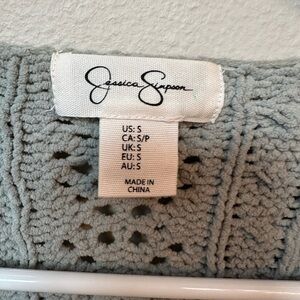 Jessica Simpson
US: S
CA: S/P
UK: S
EU: S
AU: S
MADE IN
CHINA